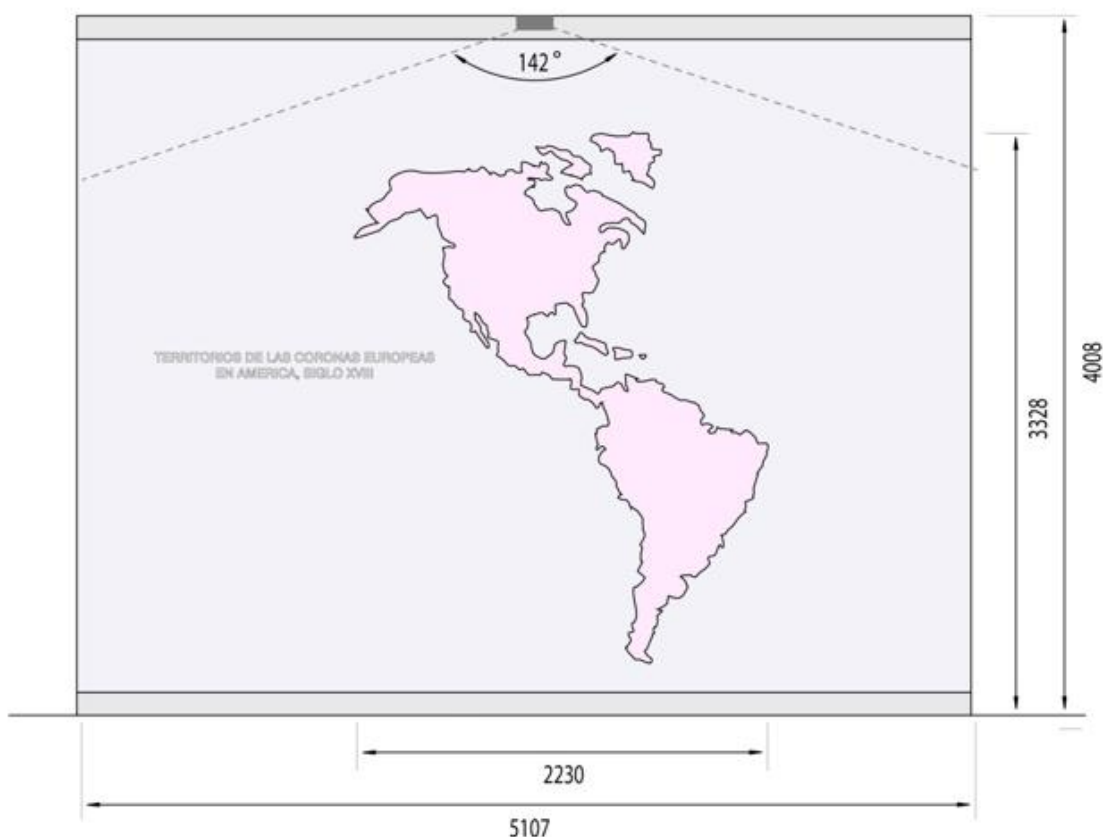 142°
TERRITORIOS DE LAS CORONAS EUROPEAS
EN AMERICA, SIGLO XVIII
4008
3328
2230
5107